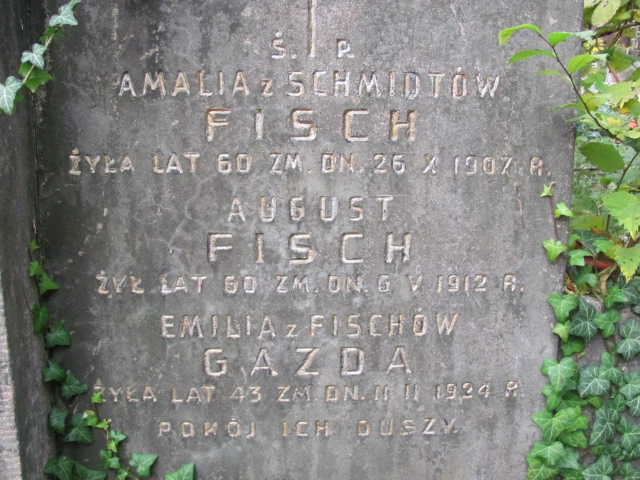 Ś. P.
AMALIA z SCHMIDTÓW
FISCH
ŻYŁA LAT 60 ZM. DN. 26 X 1907 R.
AUGUST
FISCH
ŻYŁ LAT 60 ZM. DN. 6 V 1912 R.
EMILIA z FISCHÓW
GAZDA
ŻYŁA LAT 43 ZM. DN. 11 II 1924 R.
POKÓJ ICH DUSZY.